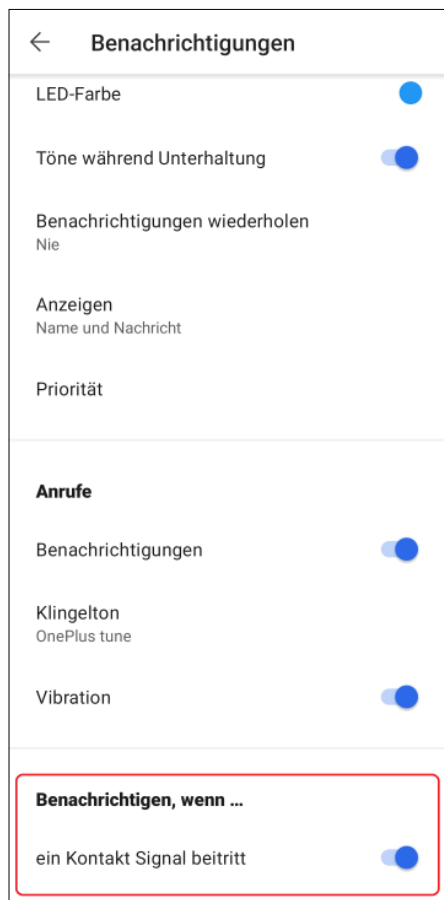 Benachrichtigungen
LED-Farbe
Töne während Unterhaltung
Benachrichtigungen wiederholen
Nie
Anzeigen
Name und Nachricht
Priorität
Anrufe
Benachrichtigungen
Klingelton
OnePlus tune
Vibration
Benachrichtigen, wenn ...
ein Kontakt Signal beitritt